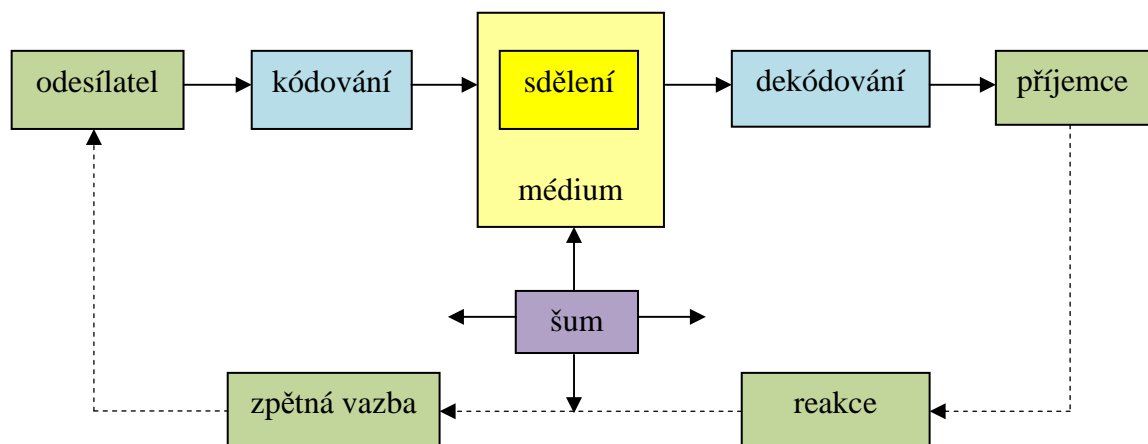 odesílatel
kódování
sdělení
médium
dekódování
příjemce
šum
zpětná vazba
reakce